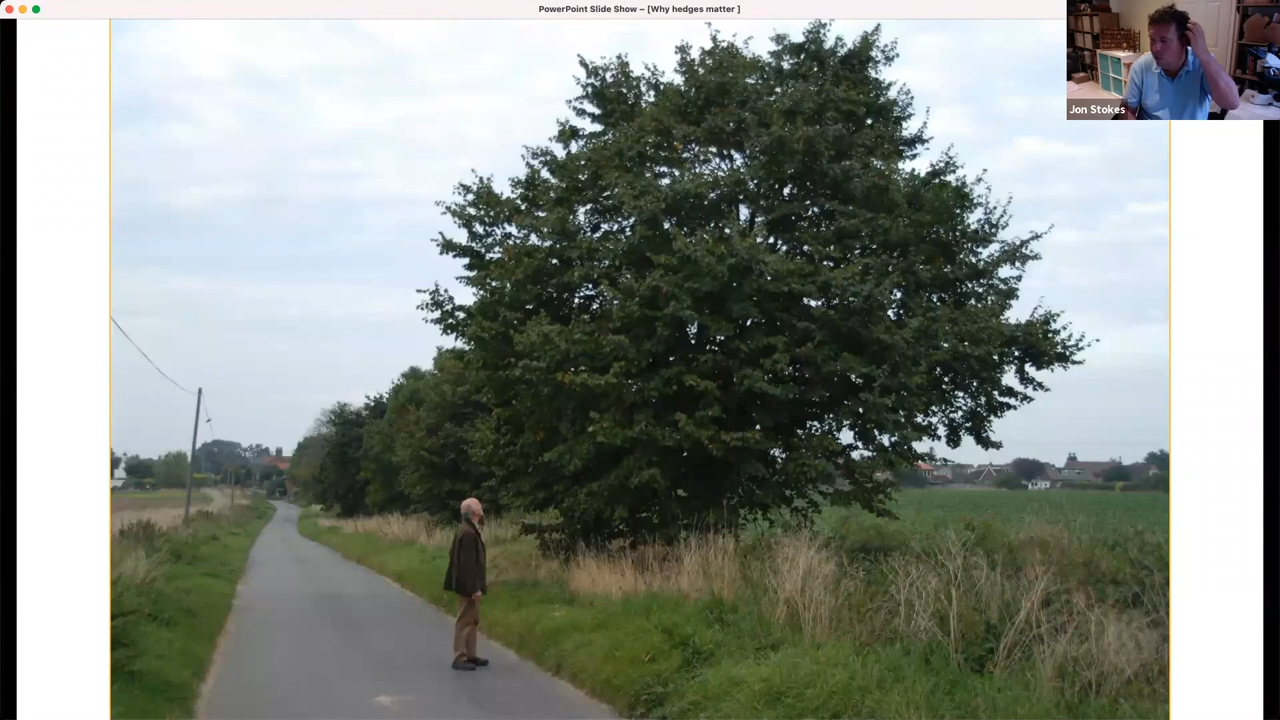 PowerPoint Slide Show – [Why hedges matter ]
Jon Stokes